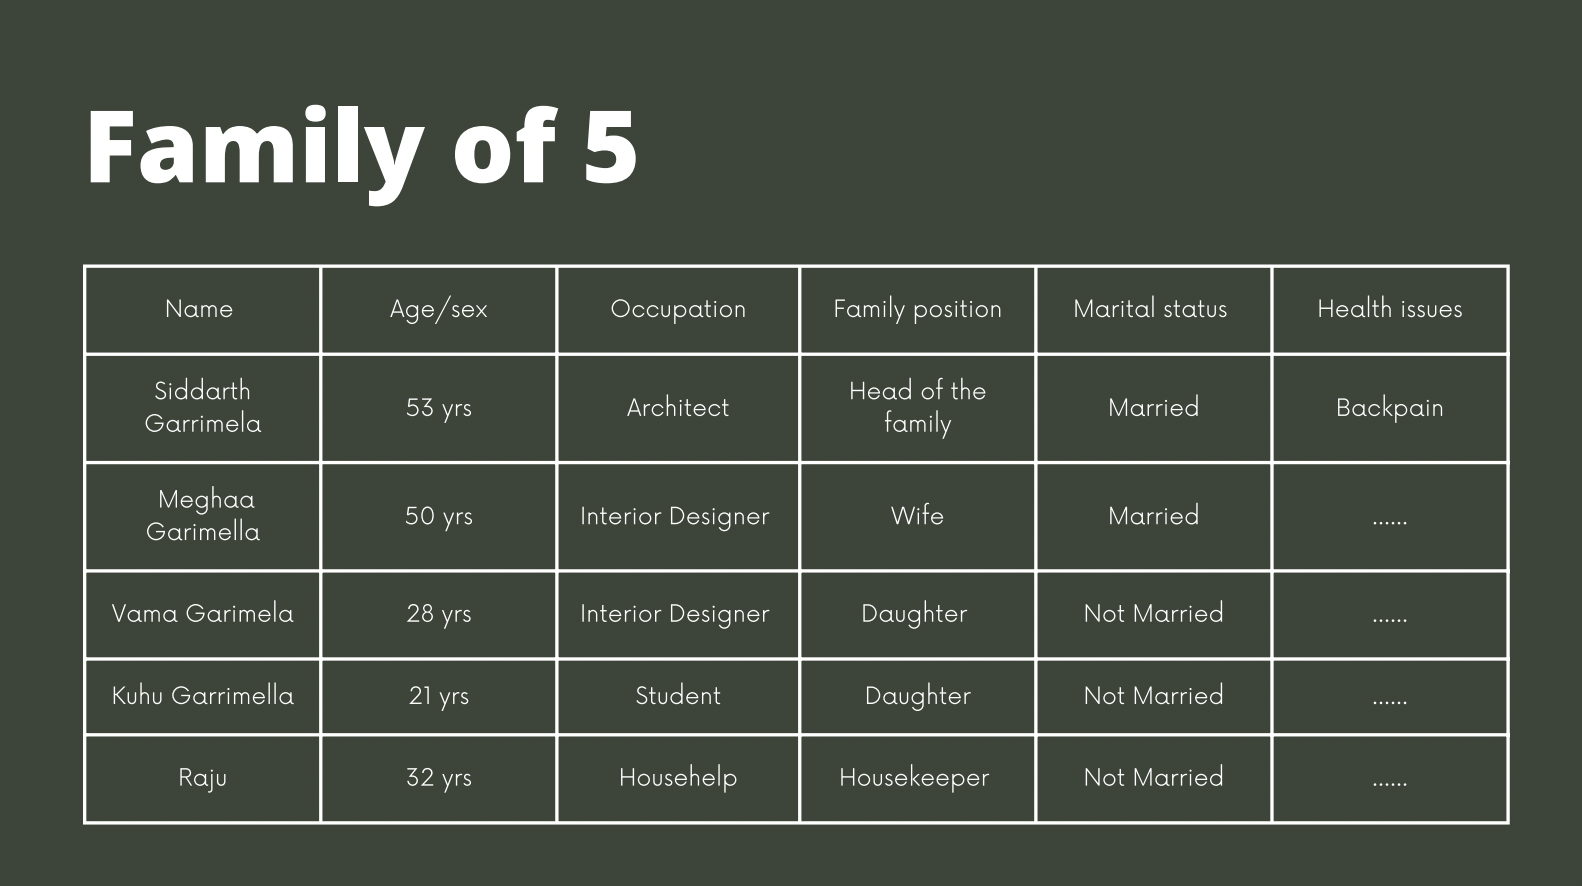 Family of 5
Name Age/sex Occupation Family position Marital status Health issues
Siddarth
Garrimela
53 yrs
Architect
Head of the
family
Married
Backpain
Meghaa
Garimella
50 yrs
Interior Designer
Wife
Married
......
Vama Garimela 28 yrs Interior Designer Daughter Not Married ......
Kuhu Garrimella 21 yrs Student Daughter Not Married ......
Raju 32 yrs Househelp Housekeeper Not Married ......